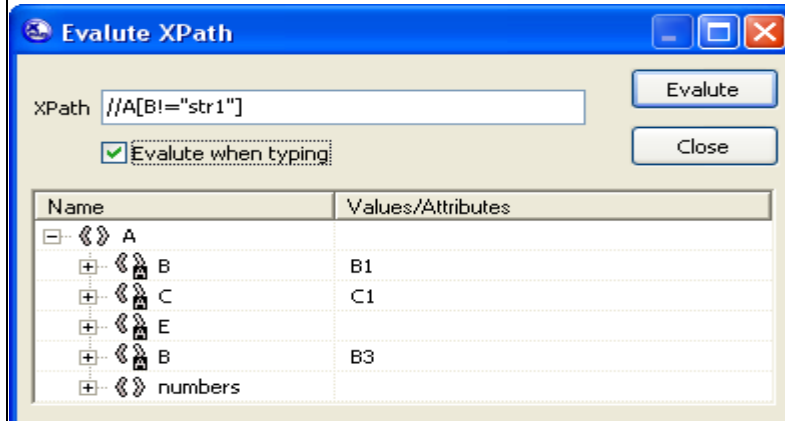 Evalute XPath
XPath //A[B!="str1"] Evalute
Evalute when typing Close
Name Values/Attributes
A
B B1
C C1
E
B B3
numbers